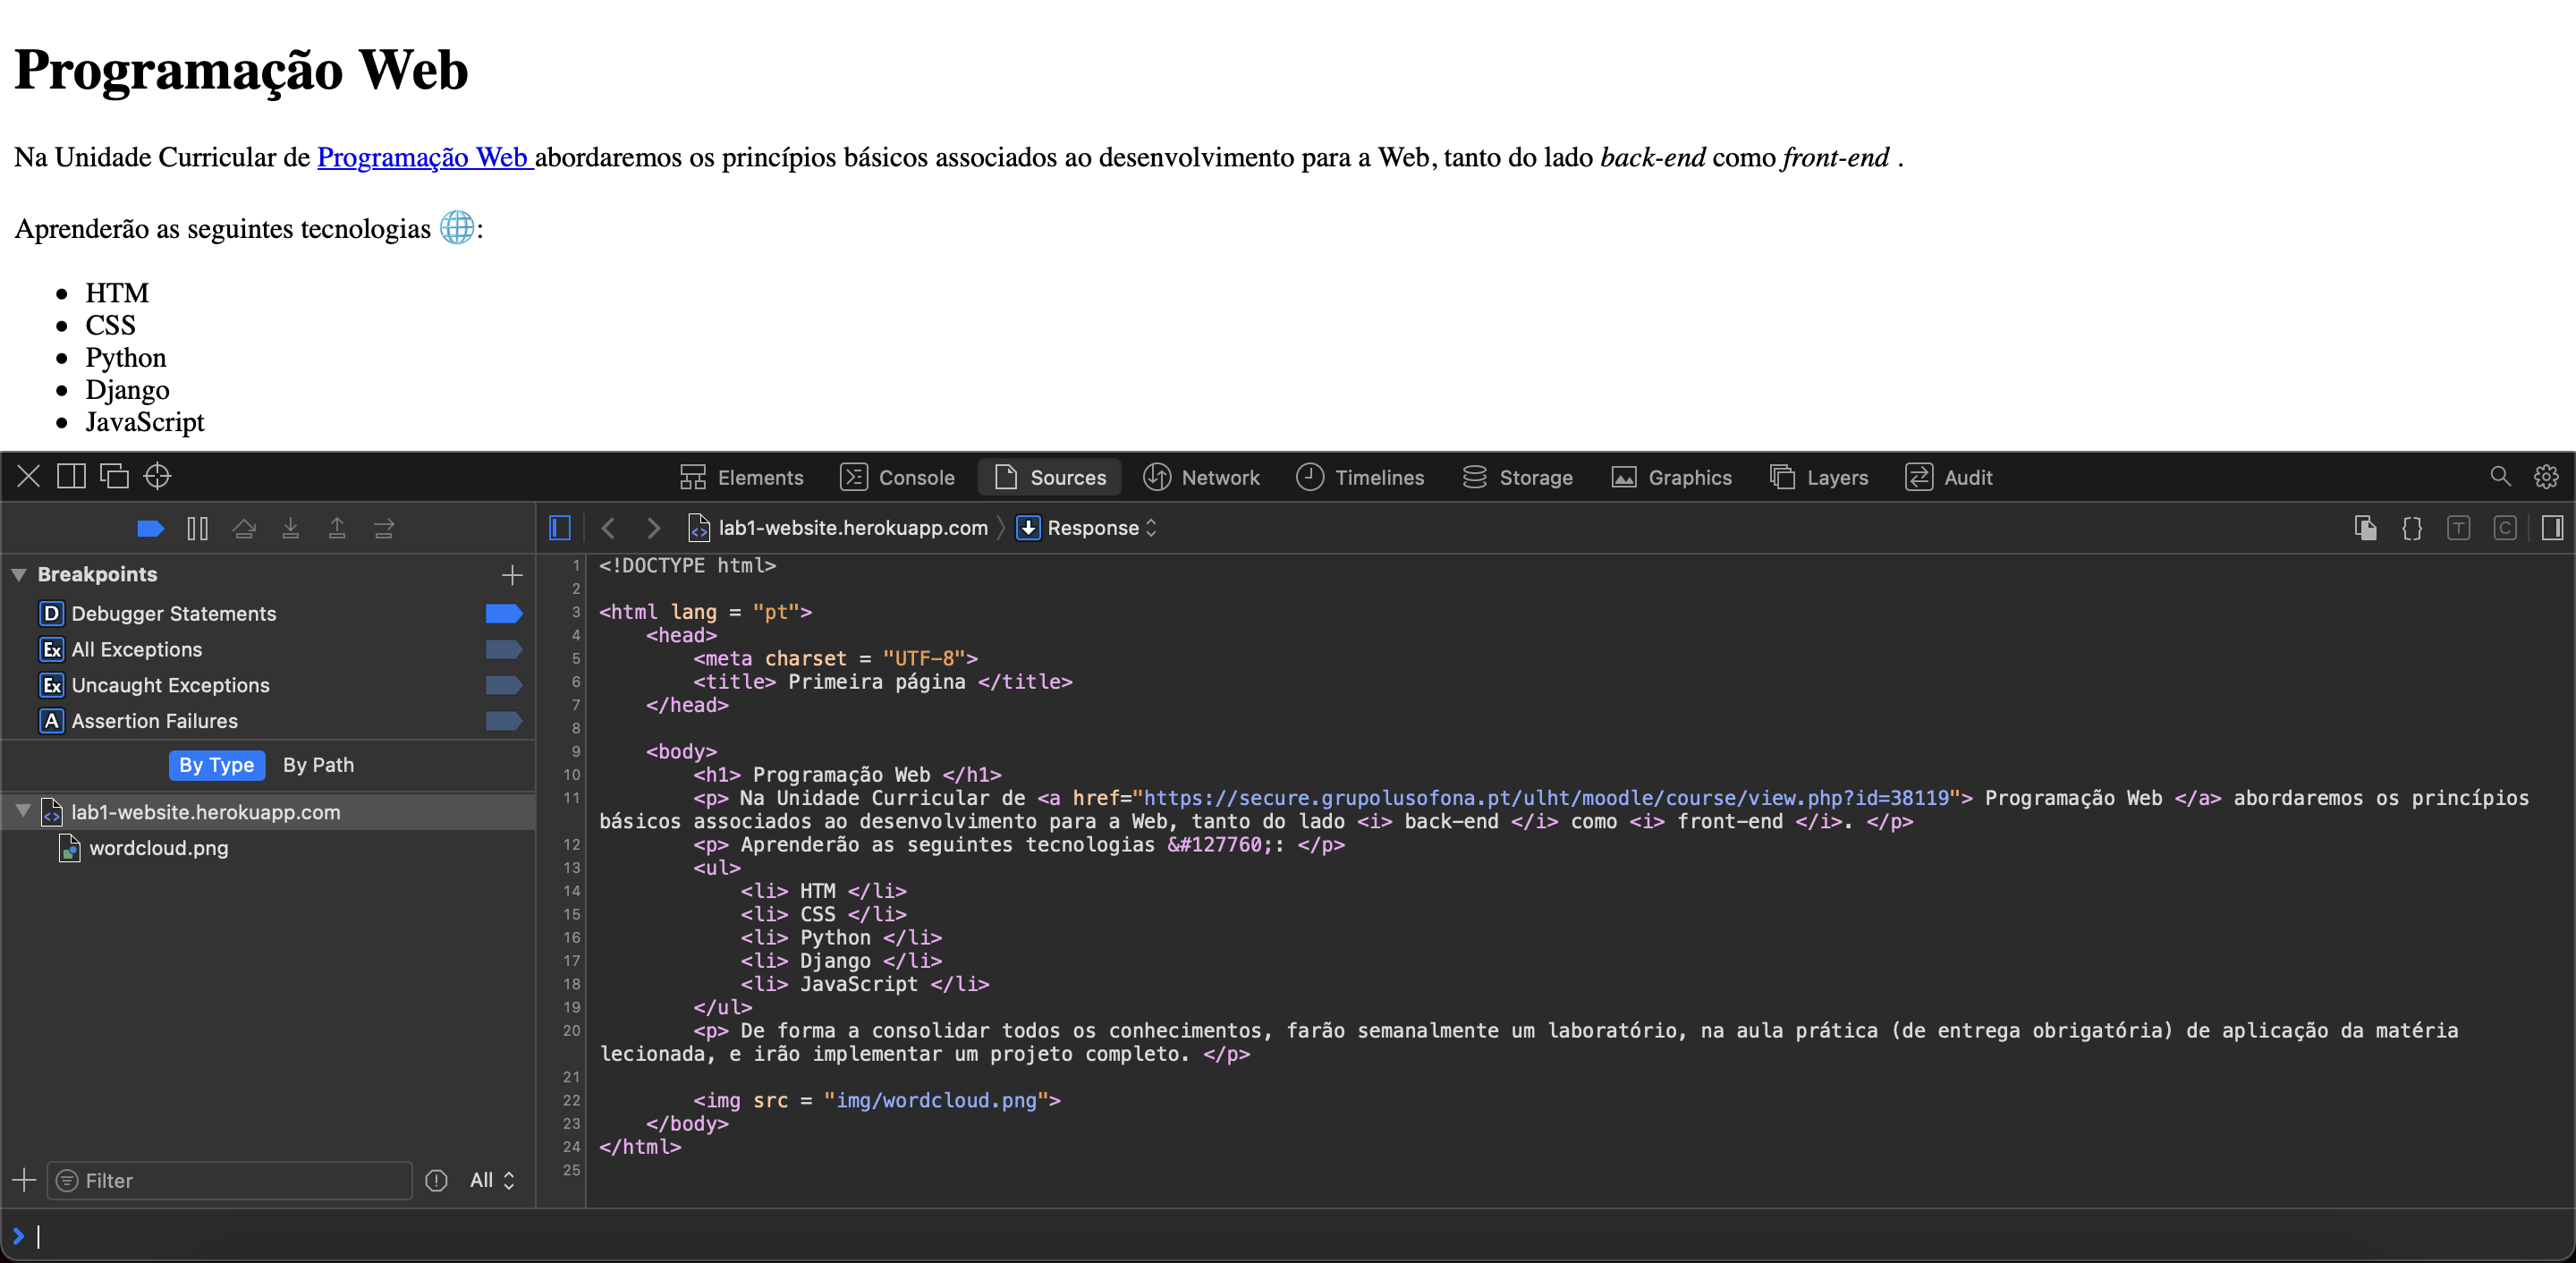 Programação Web
Na Unidade Curricular de Programação Web abordaremos os princípios básicos associados ao desenvolvimento para a Web, tanto do lado back-end como front-end .
Aprenderão as seguintes tecnologias 🌐:
• HTM
• CSS
• Python
• Django
• JavaScript
Elements Console Sources Network Timelines Storage Graphics Layers Audit
lab1-website.herokuapp.com Response
T C
Breakpoints
D Debugger Statements
Ex All Exceptions
Ex Uncaught Exceptions
A Assertion Failures
By Type By Path
lab1-website.herokuapp.com
wordcloud.png
Filter All
1 <!DOCTYPE html>
2
3 <html lang = "pt">
4     <head>
5         <meta charset = "UTF-8">
6         <title> Primeira página </title>
7     </head>
8
9     <body>
10         <h1> Programação Web </h1>
11         <p> Na Unidade Curricular de <a href="https://secure.grupolusofona.pt/ulht/moodle/course/view.php?id=38119"> Programação Web </a> abordaremos os princípios
básicos associados ao desenvolvimento para a Web, tanto do lado <i> back-end </i> como <i> front-end </i>. </p>
12         <p> Aprenderão as seguintes tecnologias &#127760;: </p>
13         <ul>
14             <li> HTM </li>
15             <li> CSS </li>
16             <li> Python </li>
17             <li> Django </li>
18             <li> JavaScript </li>
19         </ul>
20         <p> De forma a consolidar todos os conhecimentos, farão semanalmente um laboratório, na aula prática (de entrega obrigatória) de aplicação da matéria
lecionada, e irão implementar um projeto completo. </p>
21
22         <img src = "img/wordcloud.png">
23     </body>
24 </html>
25